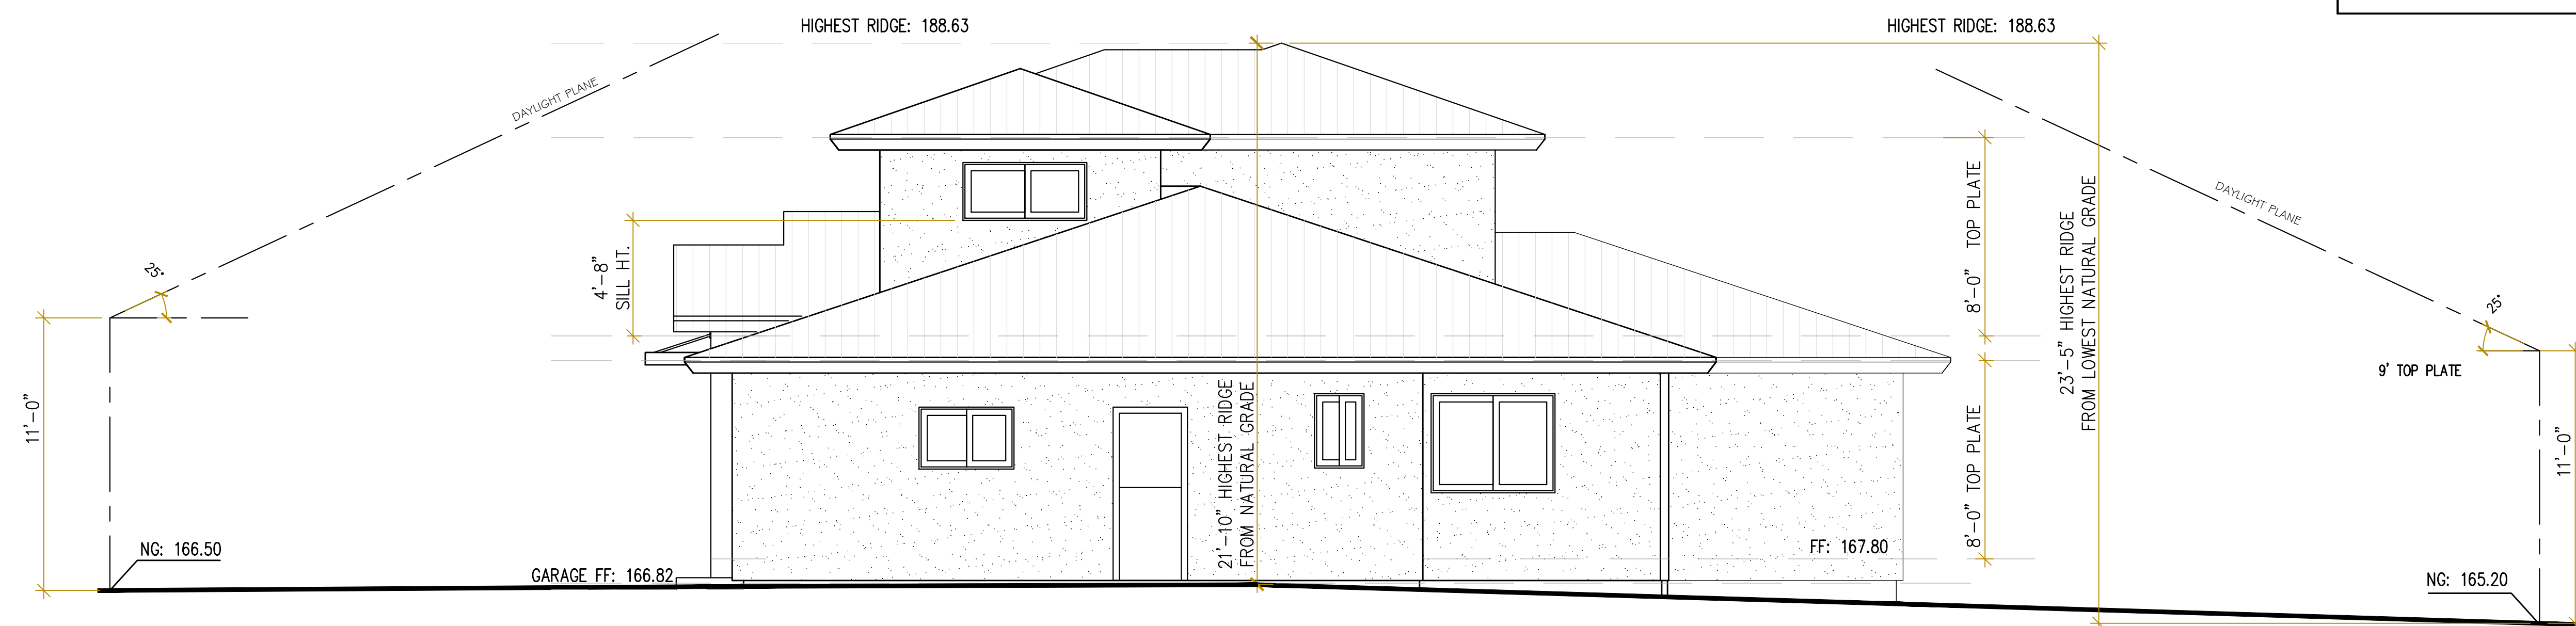 HIGHEST RIDGE: 188.63
HIGHEST RIDGE: 188.63
DAYLIGHT PLANE
DAYLIGHT PLANE
25°
25°
4'-8"
SILL HT.
8'-0" TOP PLATE
8'-0" TOP PLATE
23'-5" HIGHEST RIDGE
FROM LOWEST NATURAL GRADE
9' TOP PLATE
11'-0"
11'-0"
21'-10" HIGHEST RIDGE
FROM NATURAL GRADE
NG: 166.50
GARAGE FF: 166.82
FF: 167.80
NG: 165.20